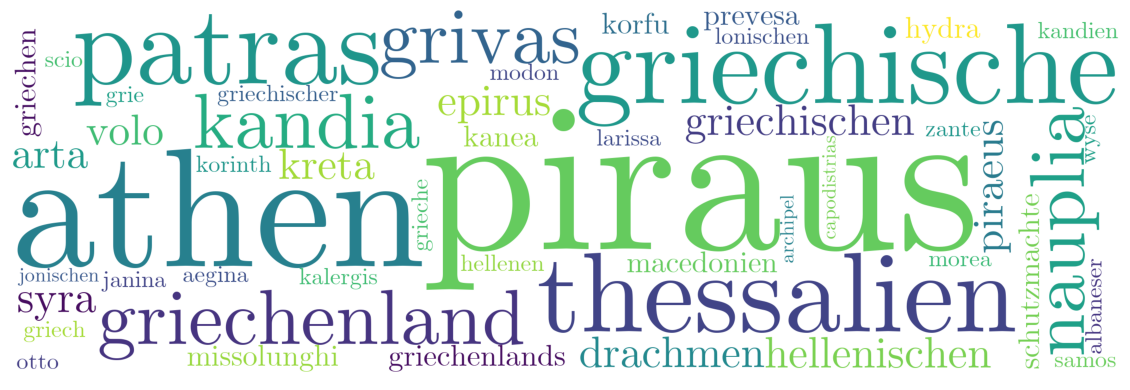 griechen
scio
patras
grivas
korfu
prevesa
lonischen
hydra
kandien
modon
griechische
grie
griechischer
volo
kandia
epirus
kanea
larissa
griechischen
zante
wyse
arta
korinth
kreta
piraeus
nauplia
athen
grieche
piraus
archipel
capodistrias
jonischen
janina
aegina
kalergis
hellenen
macedonien
morea
schutzmachte
albaneser
syra
griechenland
thessalien
griech
otto
missolunghi
griechenlands
drachmen
hellenischen
samos